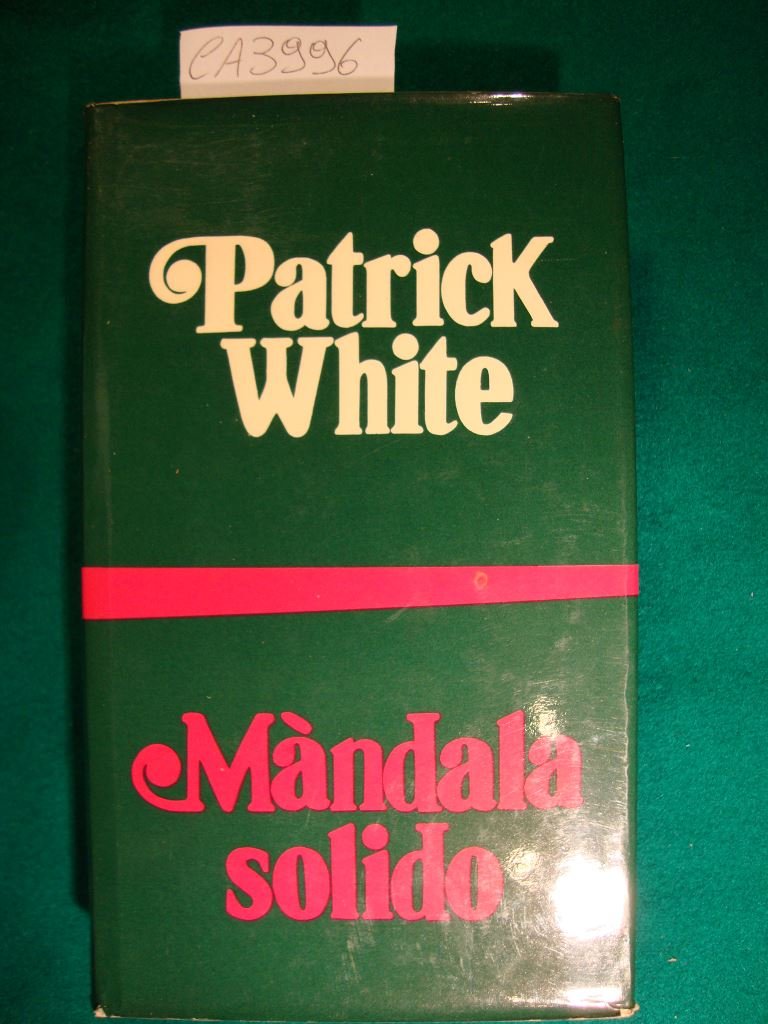 CA3996
Patrick
White
Màndala
solido